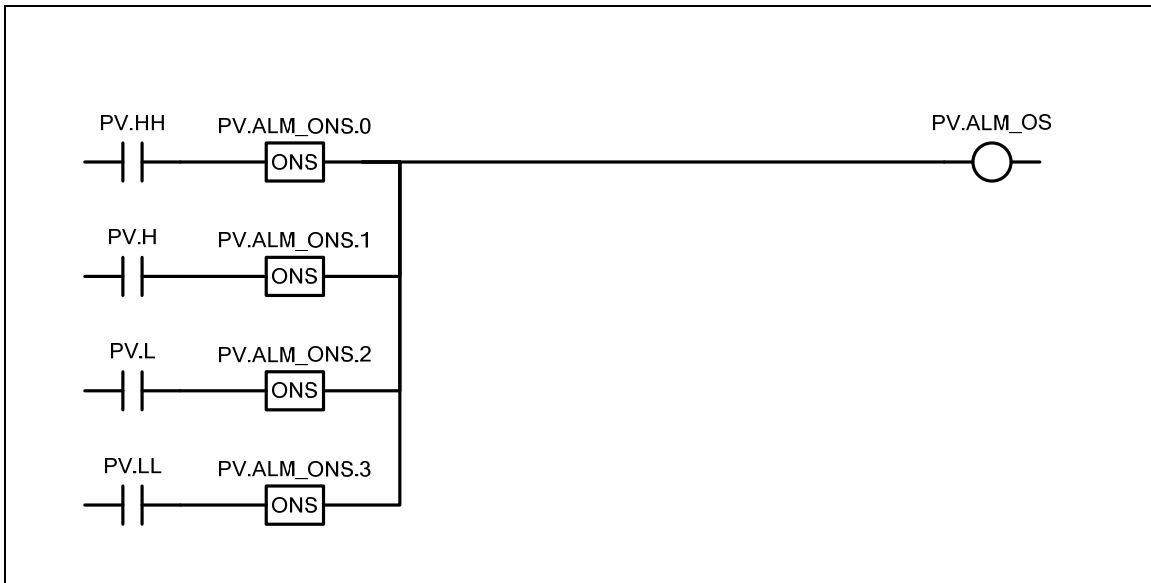 PV.HH PV.ALM_ONS.0 PV.ALM_OS
ONS
PV.H PV.ALM_ONS.1
ONS
PV.L PV.ALM_ONS.2
ONS
PV.LL PV.ALM_ONS.3
ONS